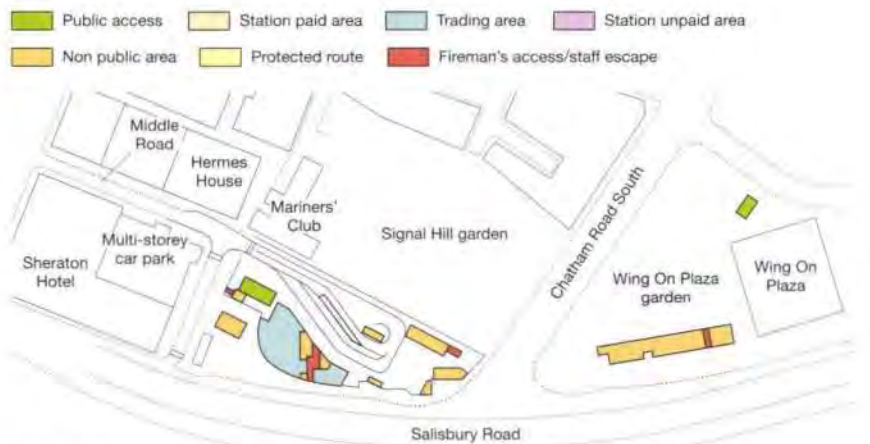 Public access
Station paid area
Trading area
Station unpaid area
Non public area
Protected route
Fireman's access/staff escape
Middle
Road
Hermes
House
Mariners'
Club
Signal Hill garden
Chatham Road South
Multi-storey
car park
Sheraton
Hotel
Wing On Plaza
garden
Wing On
Plaza
Salisbury Road